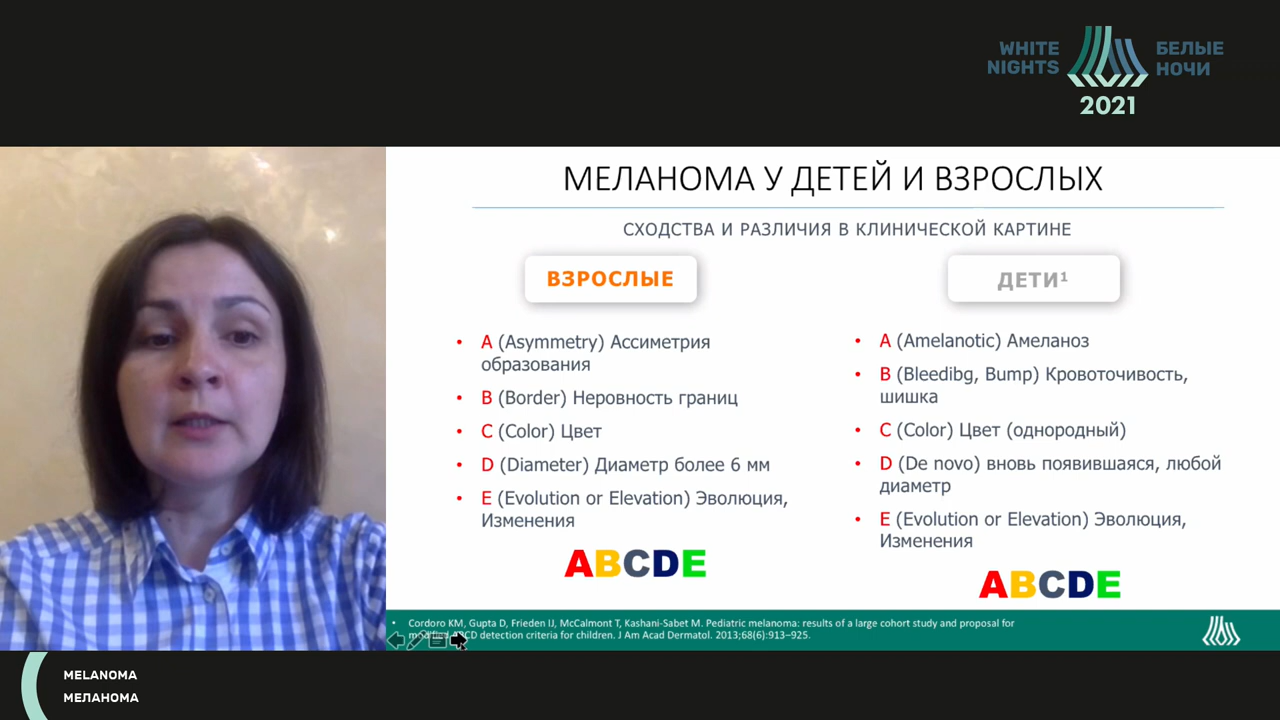 WHITE NIGHTS
БЕЛЫЕ НОЧИ
2021
МЕЛАНОМА У ДЕТЕЙ И ВЗРОСЛЫХ
СХОДСТВА И РАЗЛИЧИЯ В КЛИНИЧЕСКОЙ КАРТИНЕ
ВЗРОСЛЫЕ
• A (Asymmetry) Ассиметрия
образования
• B (Border) Неровность границ
• C (Color) Цвет
• D (Diameter) Диаметр более 6 мм
• E (Evolution or Elevation) Эволюция,
Изменения
ABCDE
ДЕТИ¹
• A (Amelanotic) Амеланоз
• B (Bleedibg, Bump) Кровоточивость,
шишка
• C (Color) Цвет (однородный)
• D (De novo) вновь появившаяся, любой
диаметр
• E (Evolution or Elevation) Эволюция,
Изменения
ABCDE
• Cordoro KM, Gupta D, Frieden IJ, McCalmont T, Kashani-Sabet M. Pediatric melanoma: results of a large cohort study and proposal for
detection criteria for children. J Am Acad Dermatol. 2013;68(6):913–925.
MELANOMA
МЕЛАНОМА